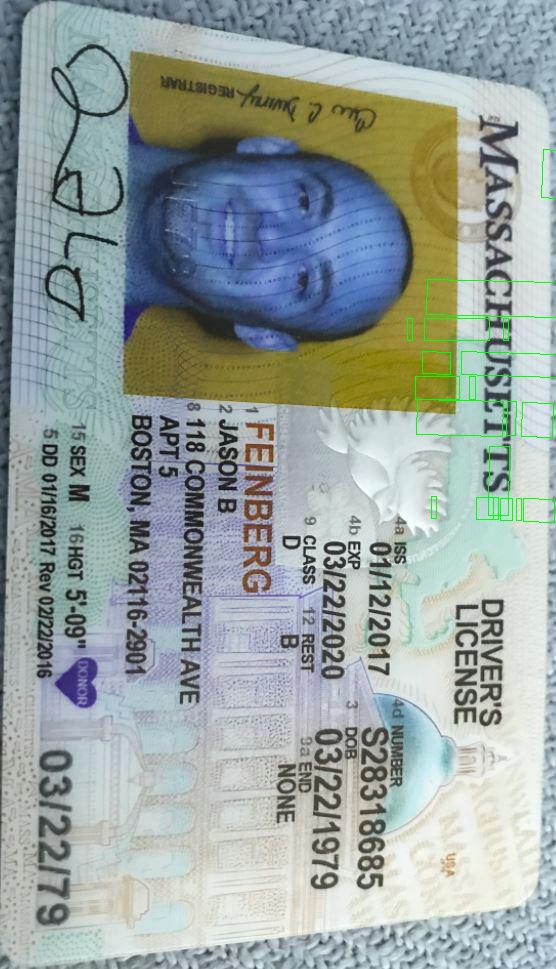 MASSACHUSETTS
DRIVER'S
LICENSE
USA
4a ISS
01/12/2017
4d NUMBER
S28318685
4b EXP
03/22/2020
3 DOB
03/22/1979
9 CLASS
D
12 REST
B
9a END
NONE
1 FEINBERG
2 JASON B
8 118 COMMONWEALTH AVE
APT 5
BOSTON, MA 02116-2901
15 SEX M 16 HGT 5'-09"
DONOR
5 DD 01/16/2017 Rev 02/22/2016
03/22/79
REGISTRAR